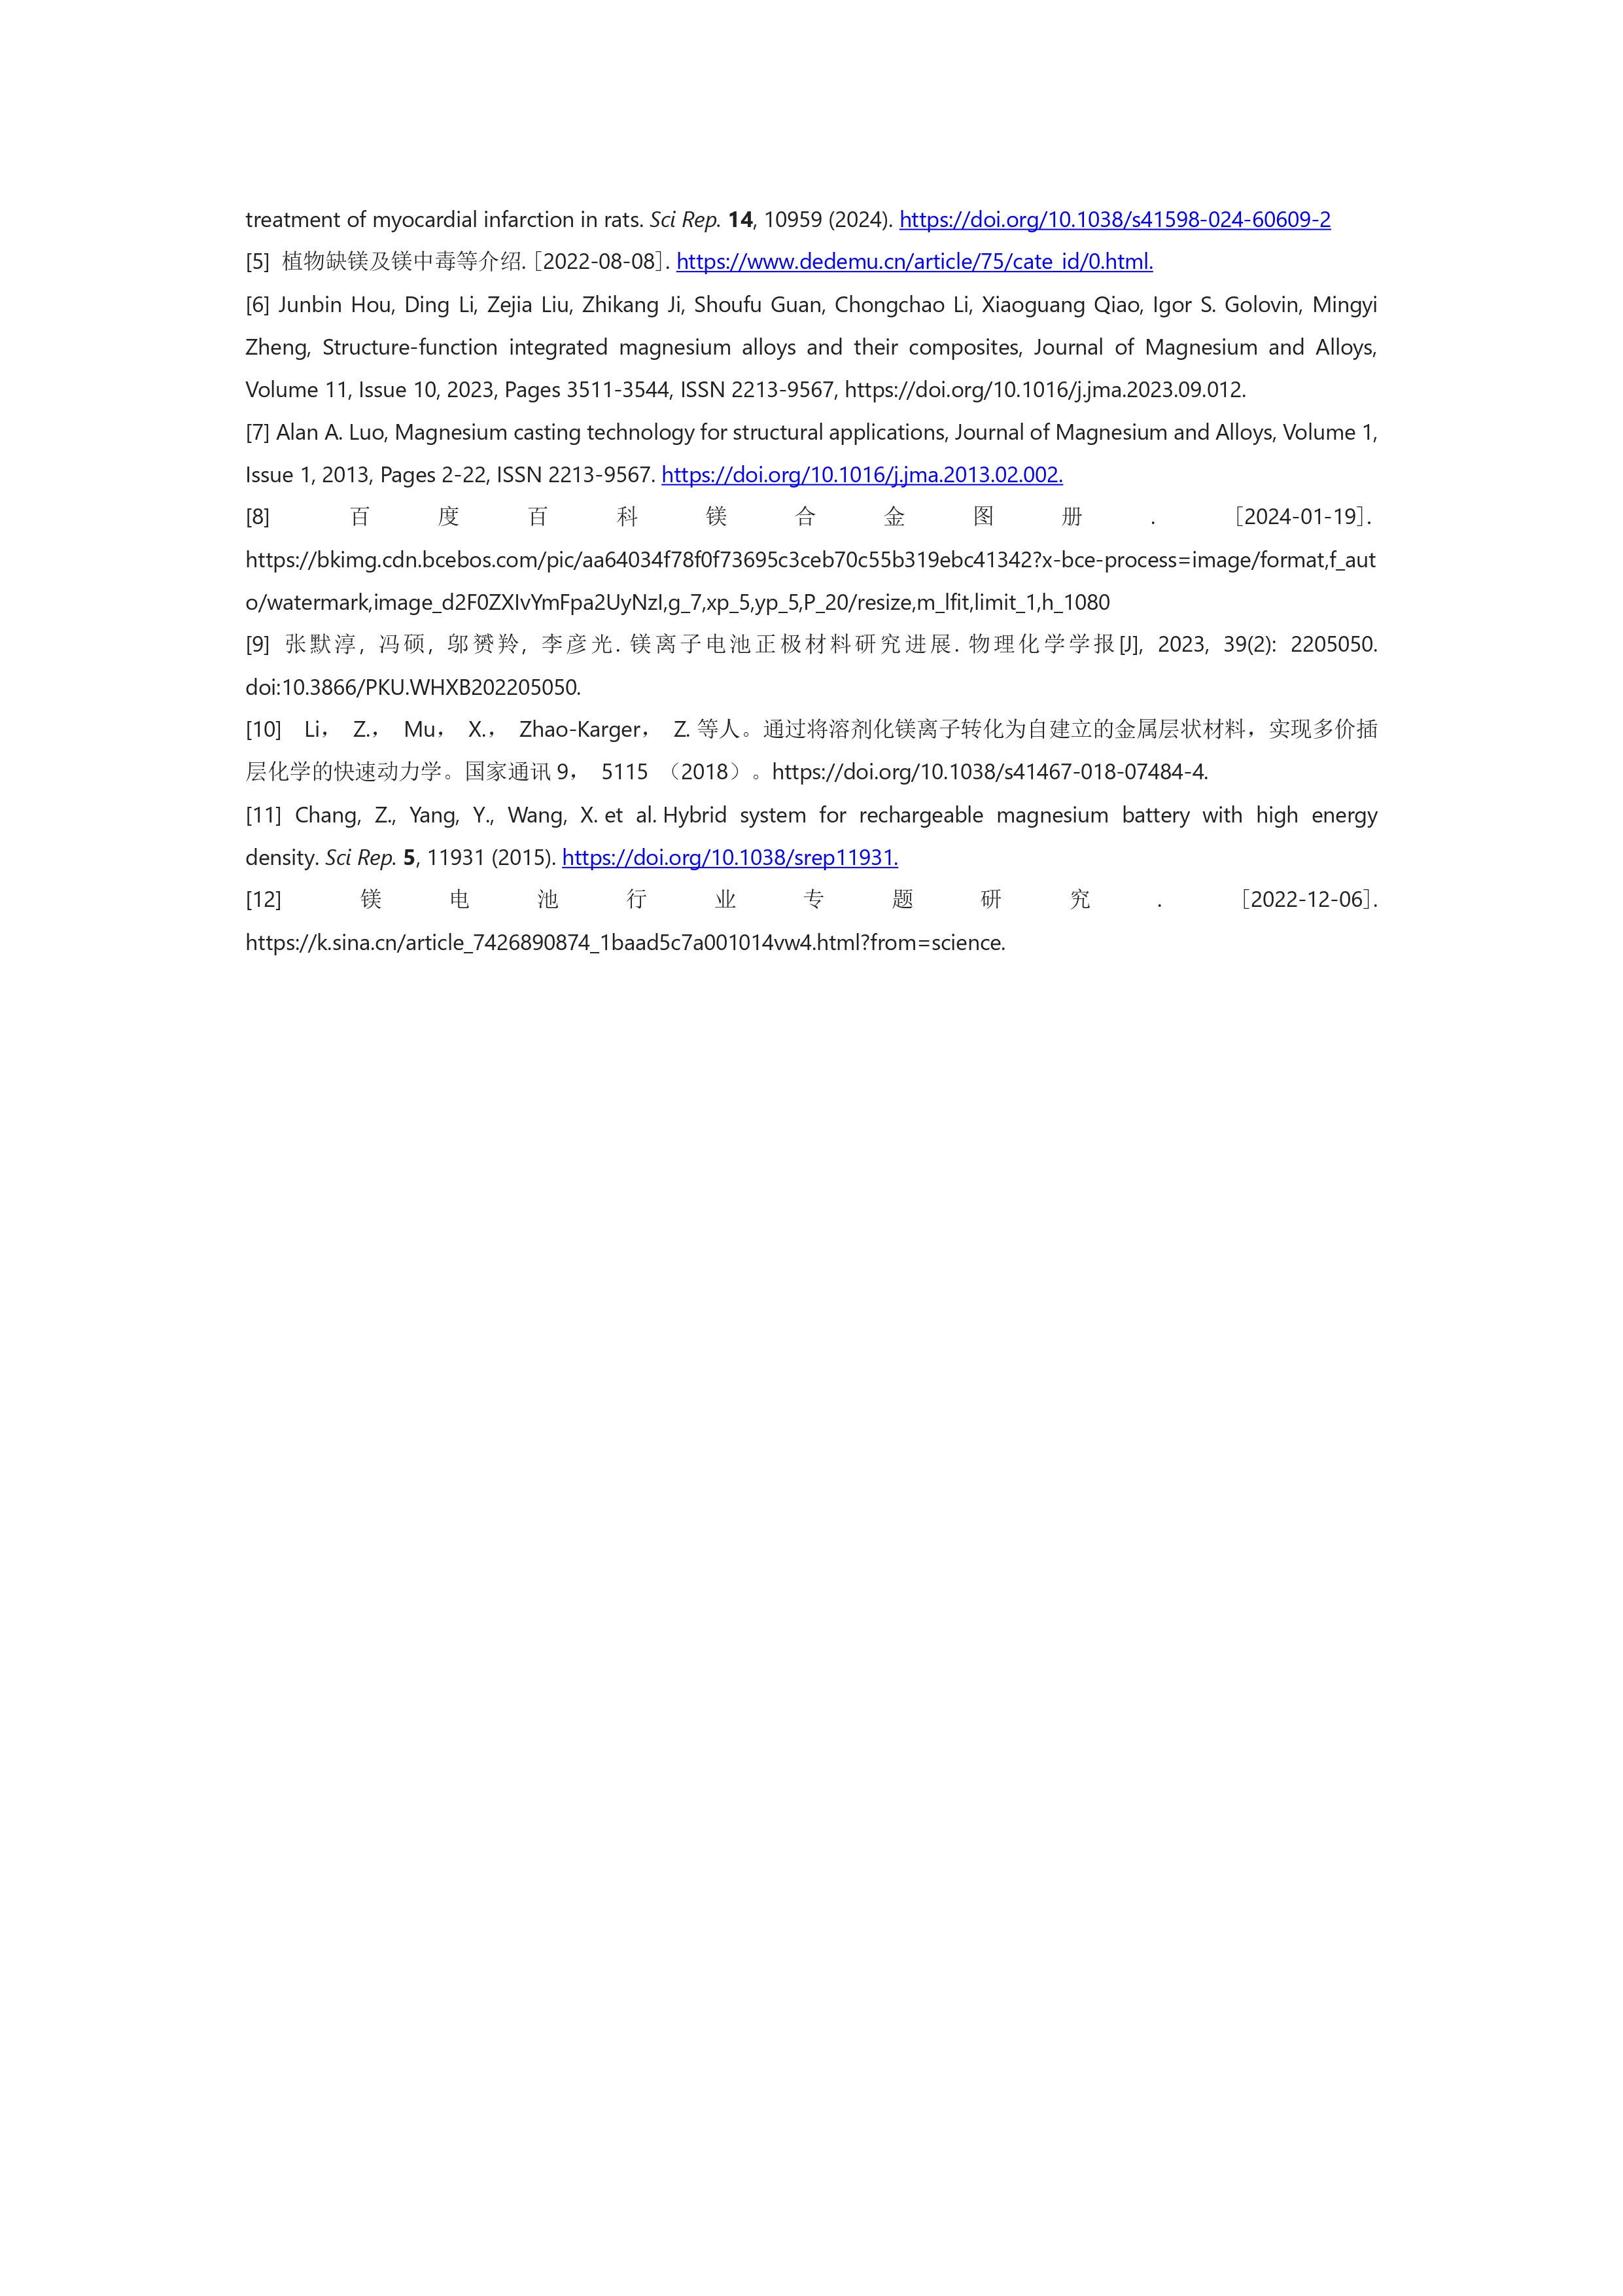 treatment of myocardial infarction in rats. Sci Rep. 14, 10959 (2024). https://doi.org/10.1038/s41598-024-60609-2
[5] 植物缺镁及镁中毒等介绍. [2022-08-08]. https://www.dedemu.cn/article/75/cate_id/0.html.
[6] Junbin Hou, Ding Li, Zejia Liu, Zhikang Ji, Shoufu Guan, Chongchao Li, Xiaoguang Qiao, Igor S. Golovin, Mingyi
Zheng, Structure-function integrated magnesium alloys and their composites, Journal of Magnesium and Alloys,
Volume 11, Issue 10, 2023, Pages 3511-3544, ISSN 2213-9567, https://doi.org/10.1016/j.jma.2023.09.012.
[7] Alan A. Luo, Magnesium casting technology for structural applications, Journal of Magnesium and Alloys, Volume 1,
Issue 1, 2013, Pages 2-22, ISSN 2213-9567. https://doi.org/10.1016/j.jma.2013.02.002.
[8] 百度百科镁合金图册. [2024-01-19].
https://bkimg.cdn.bcebos.com/pic/aa64034f78f0f73695c3ceb70c55b319ebc41342?x-bce-process=image/format,f_aut
o/watermark,image_d2F0ZXIvYmFpa2UyNzI,g_7,xp_5,yp_5,P_20/resize,m_lfit,limit_1,h_1080
[9] 张默淳, 冯硕, 邬赟羚, 李彦光. 镁离子电池正极材料研究进展. 物理化学学报[J], 2023, 39(2): 2205050.
doi:10.3866/PKU.WHXB202205050.
[10] Li， Z.， Mu， X.， Zhao-Karger， Z. 等人。通过将溶剂化镁离子转化为自建立的金属层状材料，实现多价插
层化学的快速动力学。国家通讯 9， 5115 （2018）。https://doi.org/10.1038/s41467-018-07484-4.
[11] Chang, Z., Yang, Y., Wang, X. et al. Hybrid system for rechargeable magnesium battery with high energy
density. Sci Rep. 5, 11931 (2015). https://doi.org/10.1038/srep11931.
[12] 镁电池行业专题研究. [2022-12-06].
https://k.sina.cn/article_7426890874_1baad5c7a001014vw4.html?from=science.